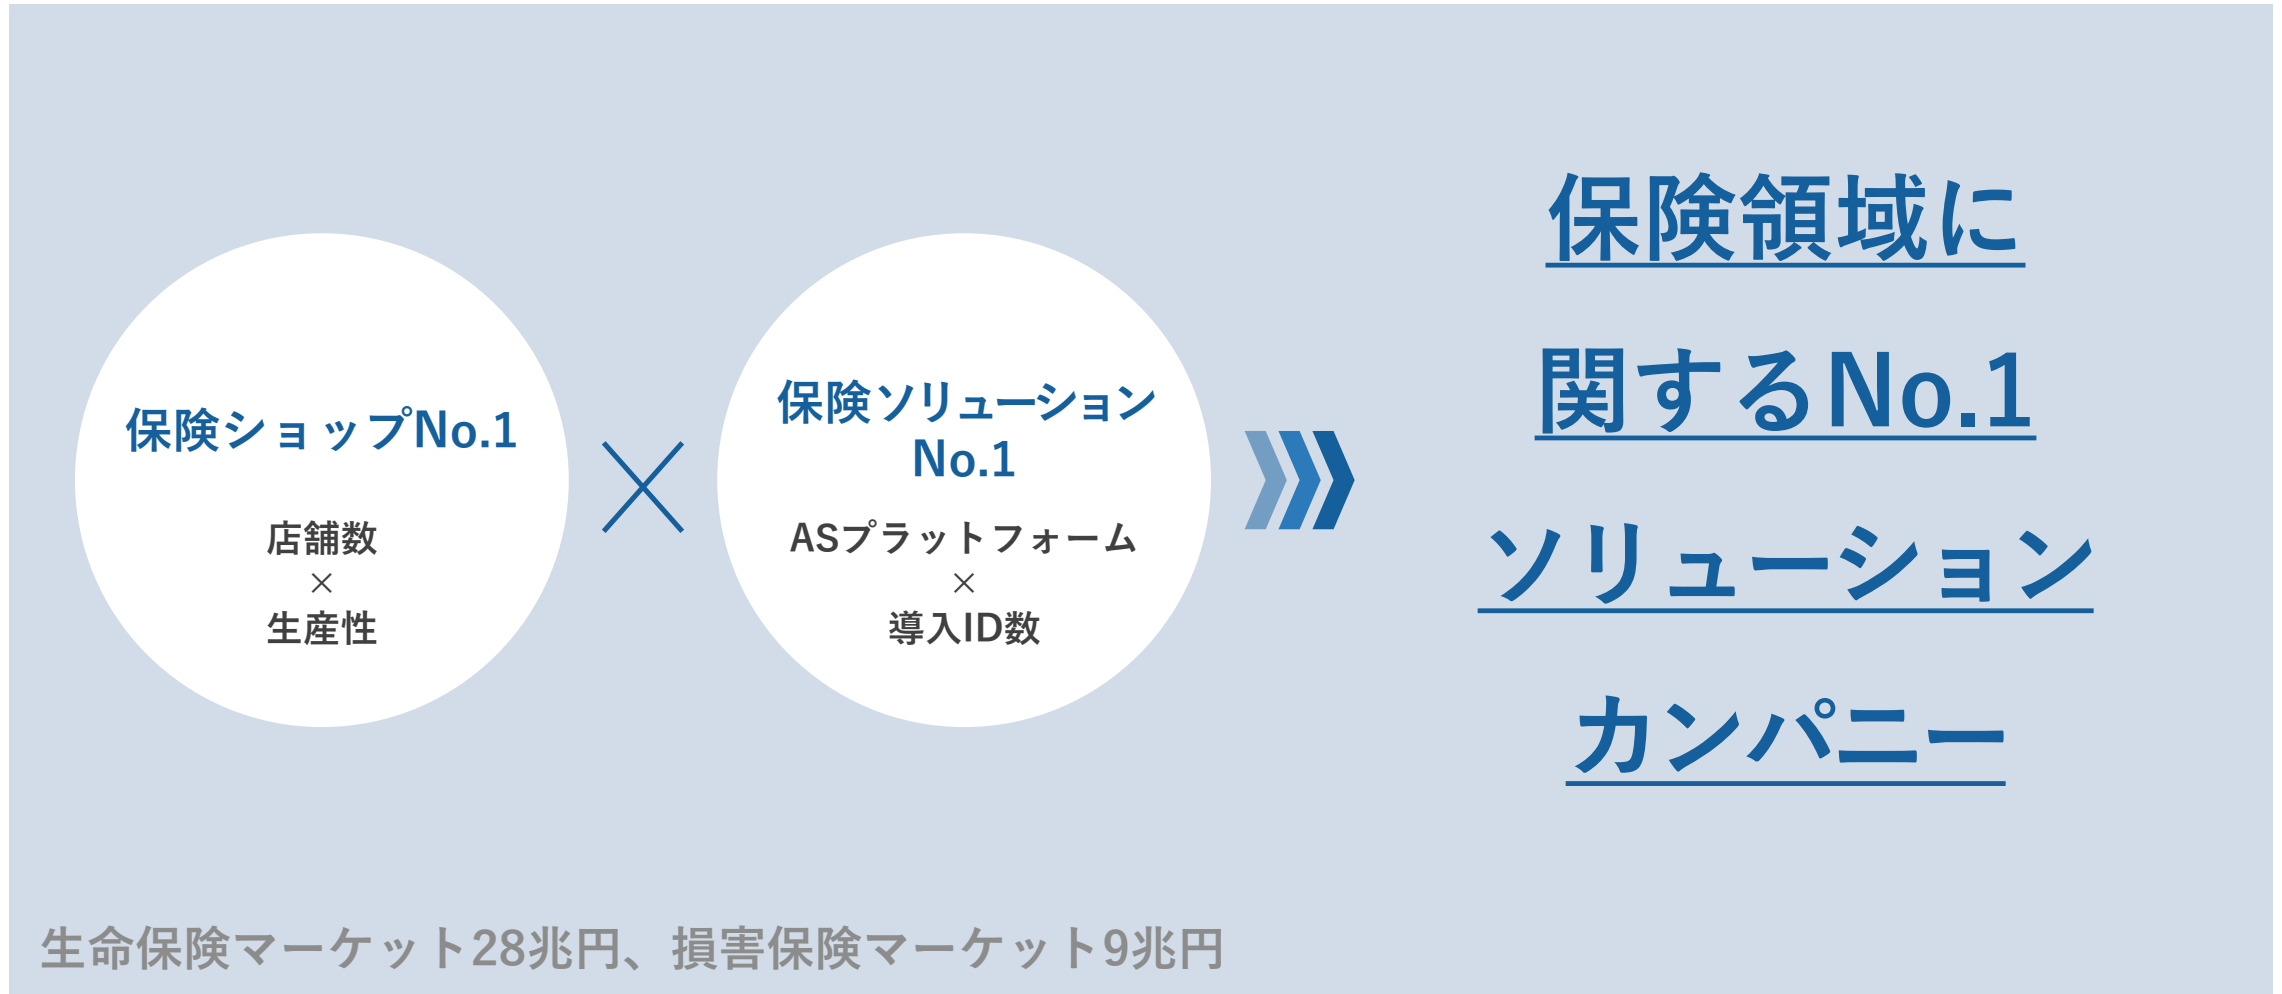 保険ショップNo.1
店舗数
×
生産性
×
保険ソリューション
No.1
ASプラットフォーム
×
導入ID数
保険領域に
関するNo.1
ソリューション
カンパニー
生命保険マーケット28兆円、損害保険マーケット9兆円